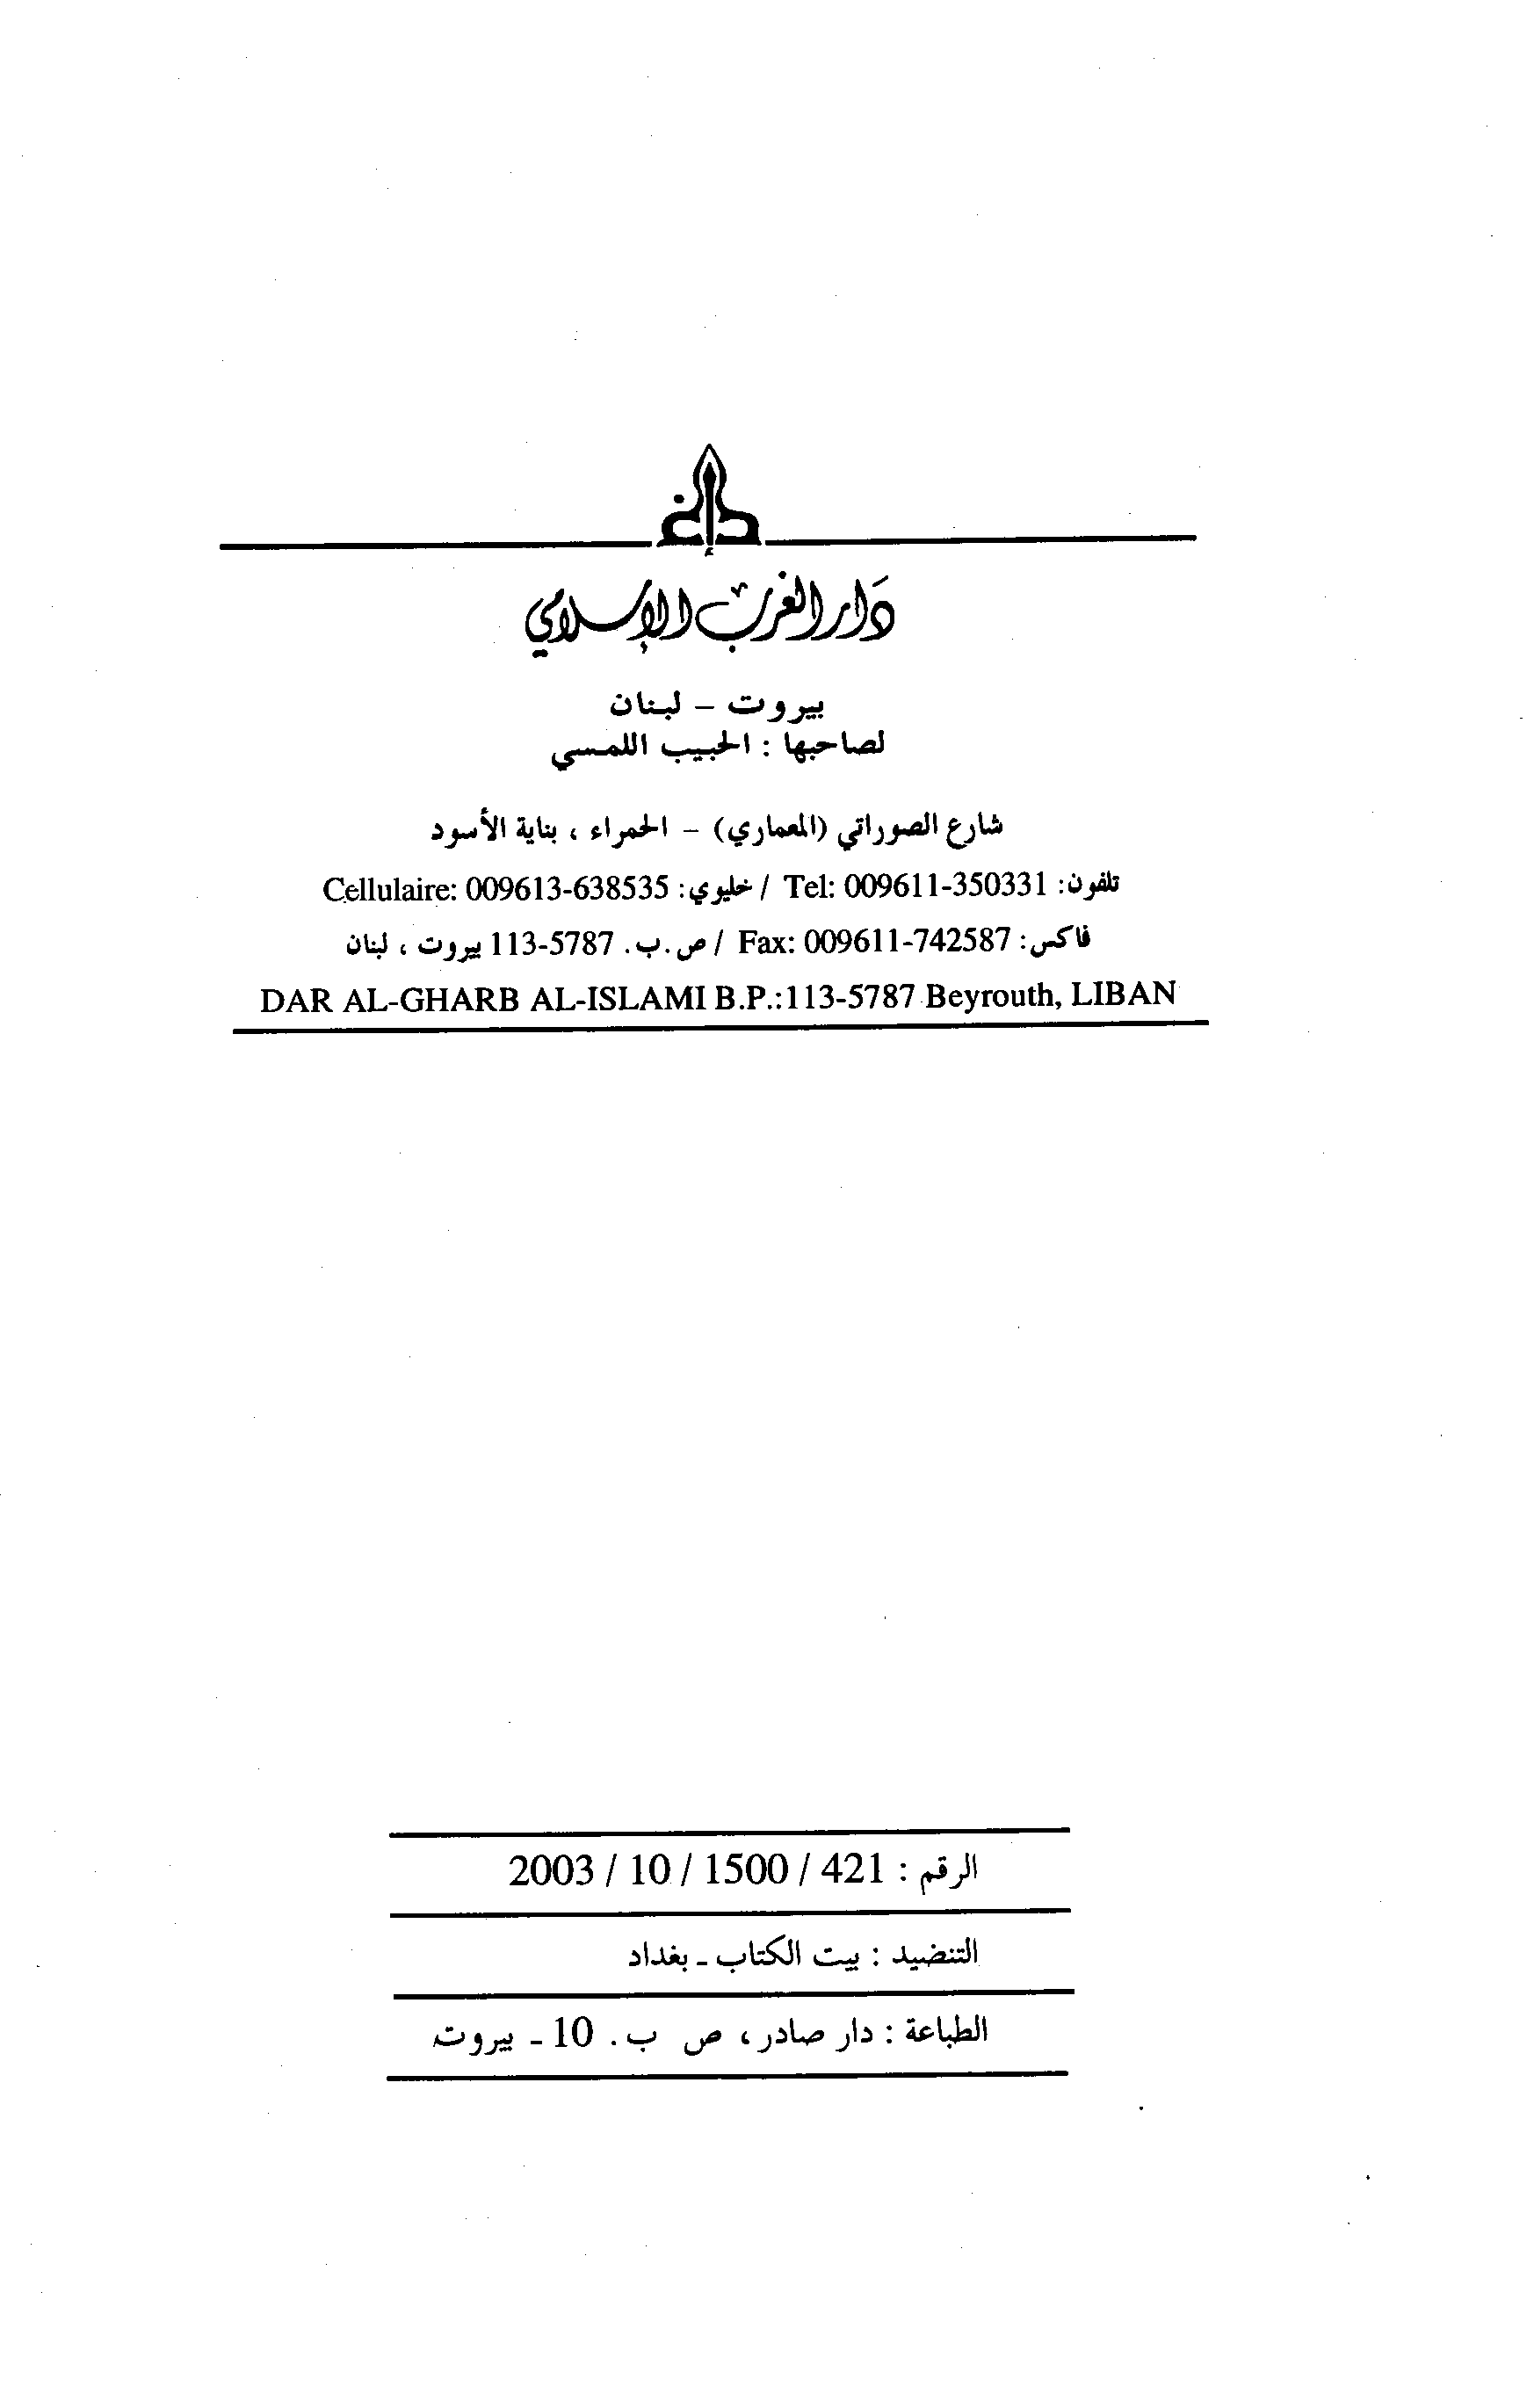 دار الغرب الإسلامي
بيروت – لبنان
لصاحبها : الحبيب اللمسي
شارع الصوراتي (المعماري) – الحمراء ، بناية الأسود
تلفون: Tel: 009611-350331 / خليوي: Cellulaire: 009613-638535
فاكس: Fax: 009611-742587 / ص.ب. 113-5787 بيروت ، لبنان
DAR AL-GHARB AL-ISLAMI B.P.:113-5787 Beyrouth, LIBAN
الرقم : 421 / 1500 / 10 / 2003
التنضيد : بيت الكتاب ـ بغداد
الطباعة : دار صادر، ص ب. 10 ـ بيروت